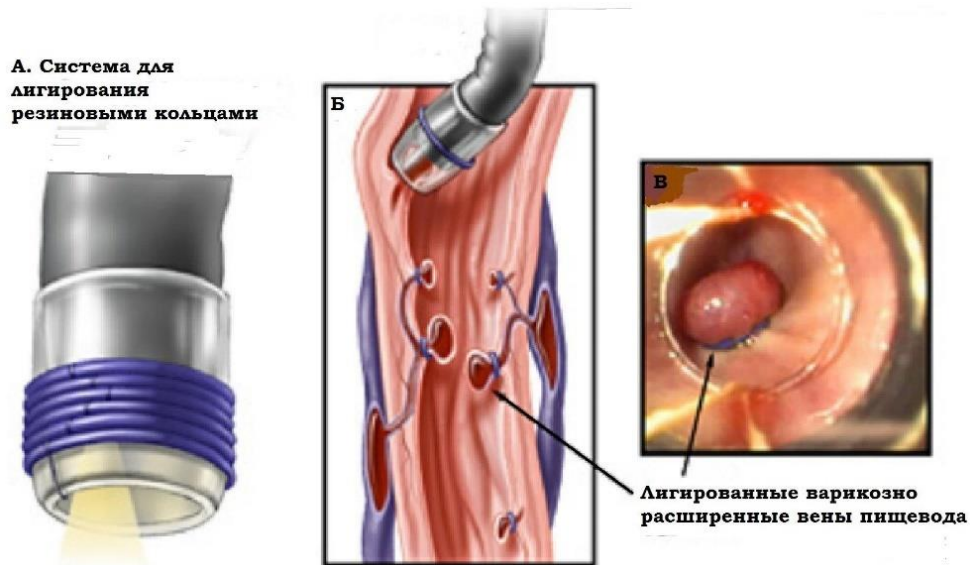 А. Система для
лигирования
резиновыми кольцами
Б
В
Лигированные варикозно
расширенные вены пищевода